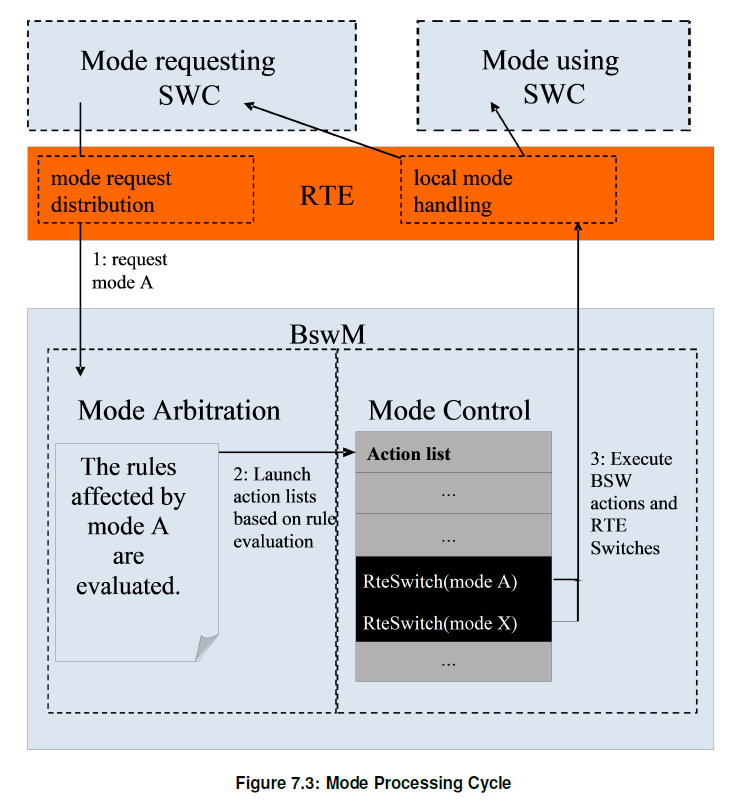 Mode requesting
SWC
Mode using
SWC
mode request
distribution
RTE
local mode
handling
1: request
mode A
BswM
Mode Arbitration
Mode Control
The rules
affected by
mode A
are
evaluated.
2: Launch
action lists
based on rule
evaluation
Action list
...
...
RteSwitch(mode A)
RteSwitch(mode X)
...
3: Execute
BSW
actions and
RTE
Switches
Figure 7.3: Mode Processing Cycle